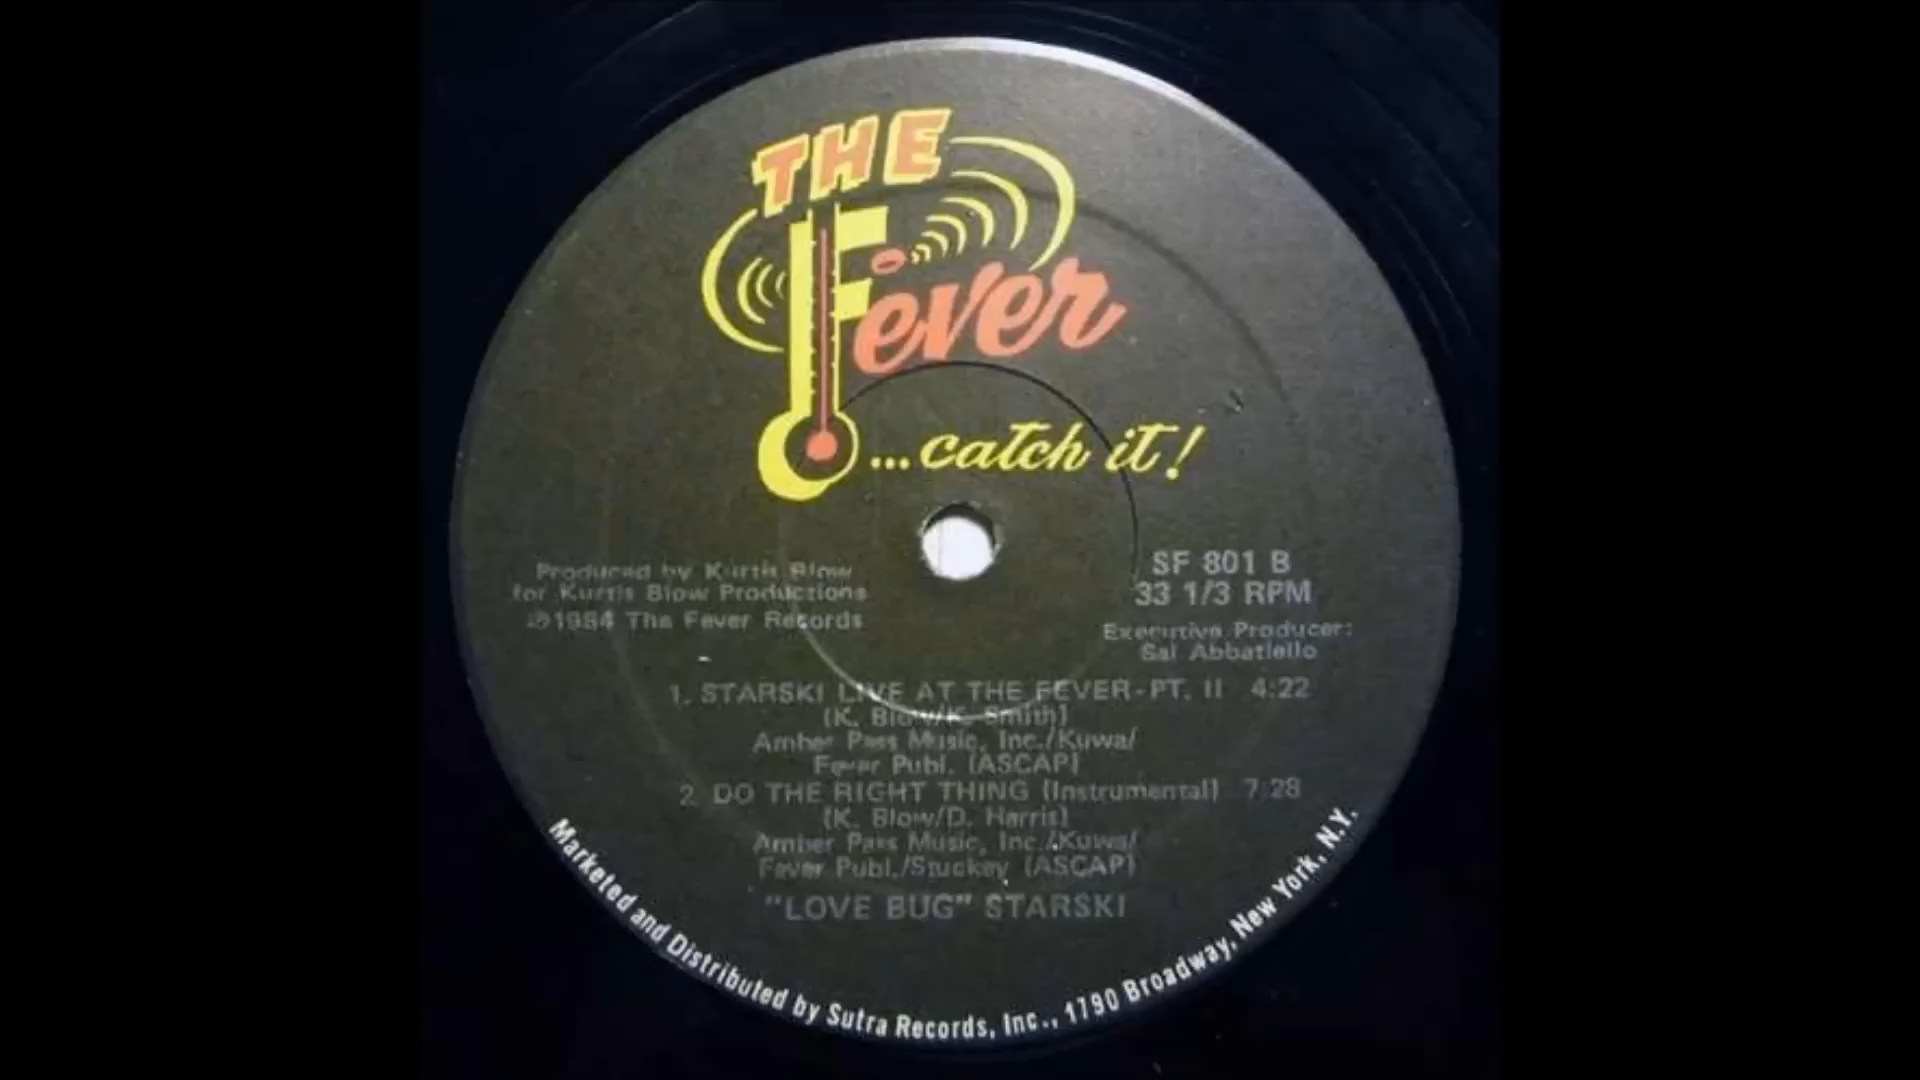 THE
Fever
...catch it!
Produced by Kurtis Blow
for Kurtis Blow Productions
℗1984 The Fever Records
SF 801 B
33 1/3 RPM
Executive Producer:
Sal Abbatiello
1. STARSKI LIVE AT THE FEVER-PT. II 4:22
(K. Blow/K. Smith)
Amber Pass Music, Inc./Kuwa/
Fever Publ. (ASCAP)
2. DO THE RIGHT THING (Instrumental) 7:28
(K. Blow/D. Harris)
Amber Pass Music, Inc./Kuwa/
Fever Publ./Stuckey (ASCAP)
"LOVE BUG" STARSKI
Marketed and Distributed by Sutra Records, Inc., 1790 Broadway, New York, N.Y.